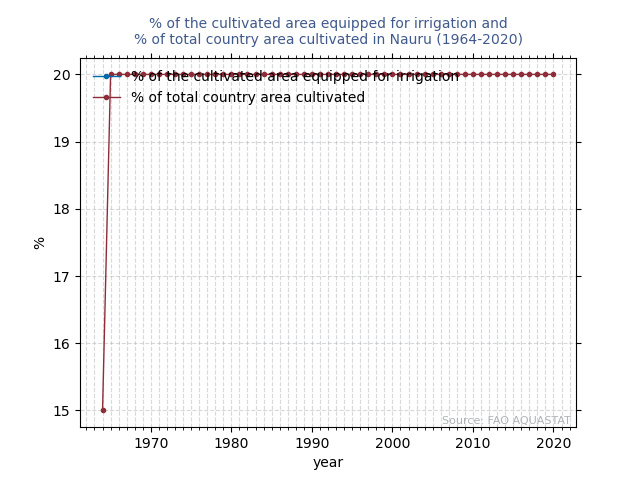 % of the cultivated area equipped for irrigation and
% of total country area cultivated in Nauru (1964-2020)
% of the cultivated area equipped for irrigation
% of total country area cultivated
20
19
18
17
16
15
%
Source: FAO AQUASTAT
1970 1980 1990 2000 2010 2020
year